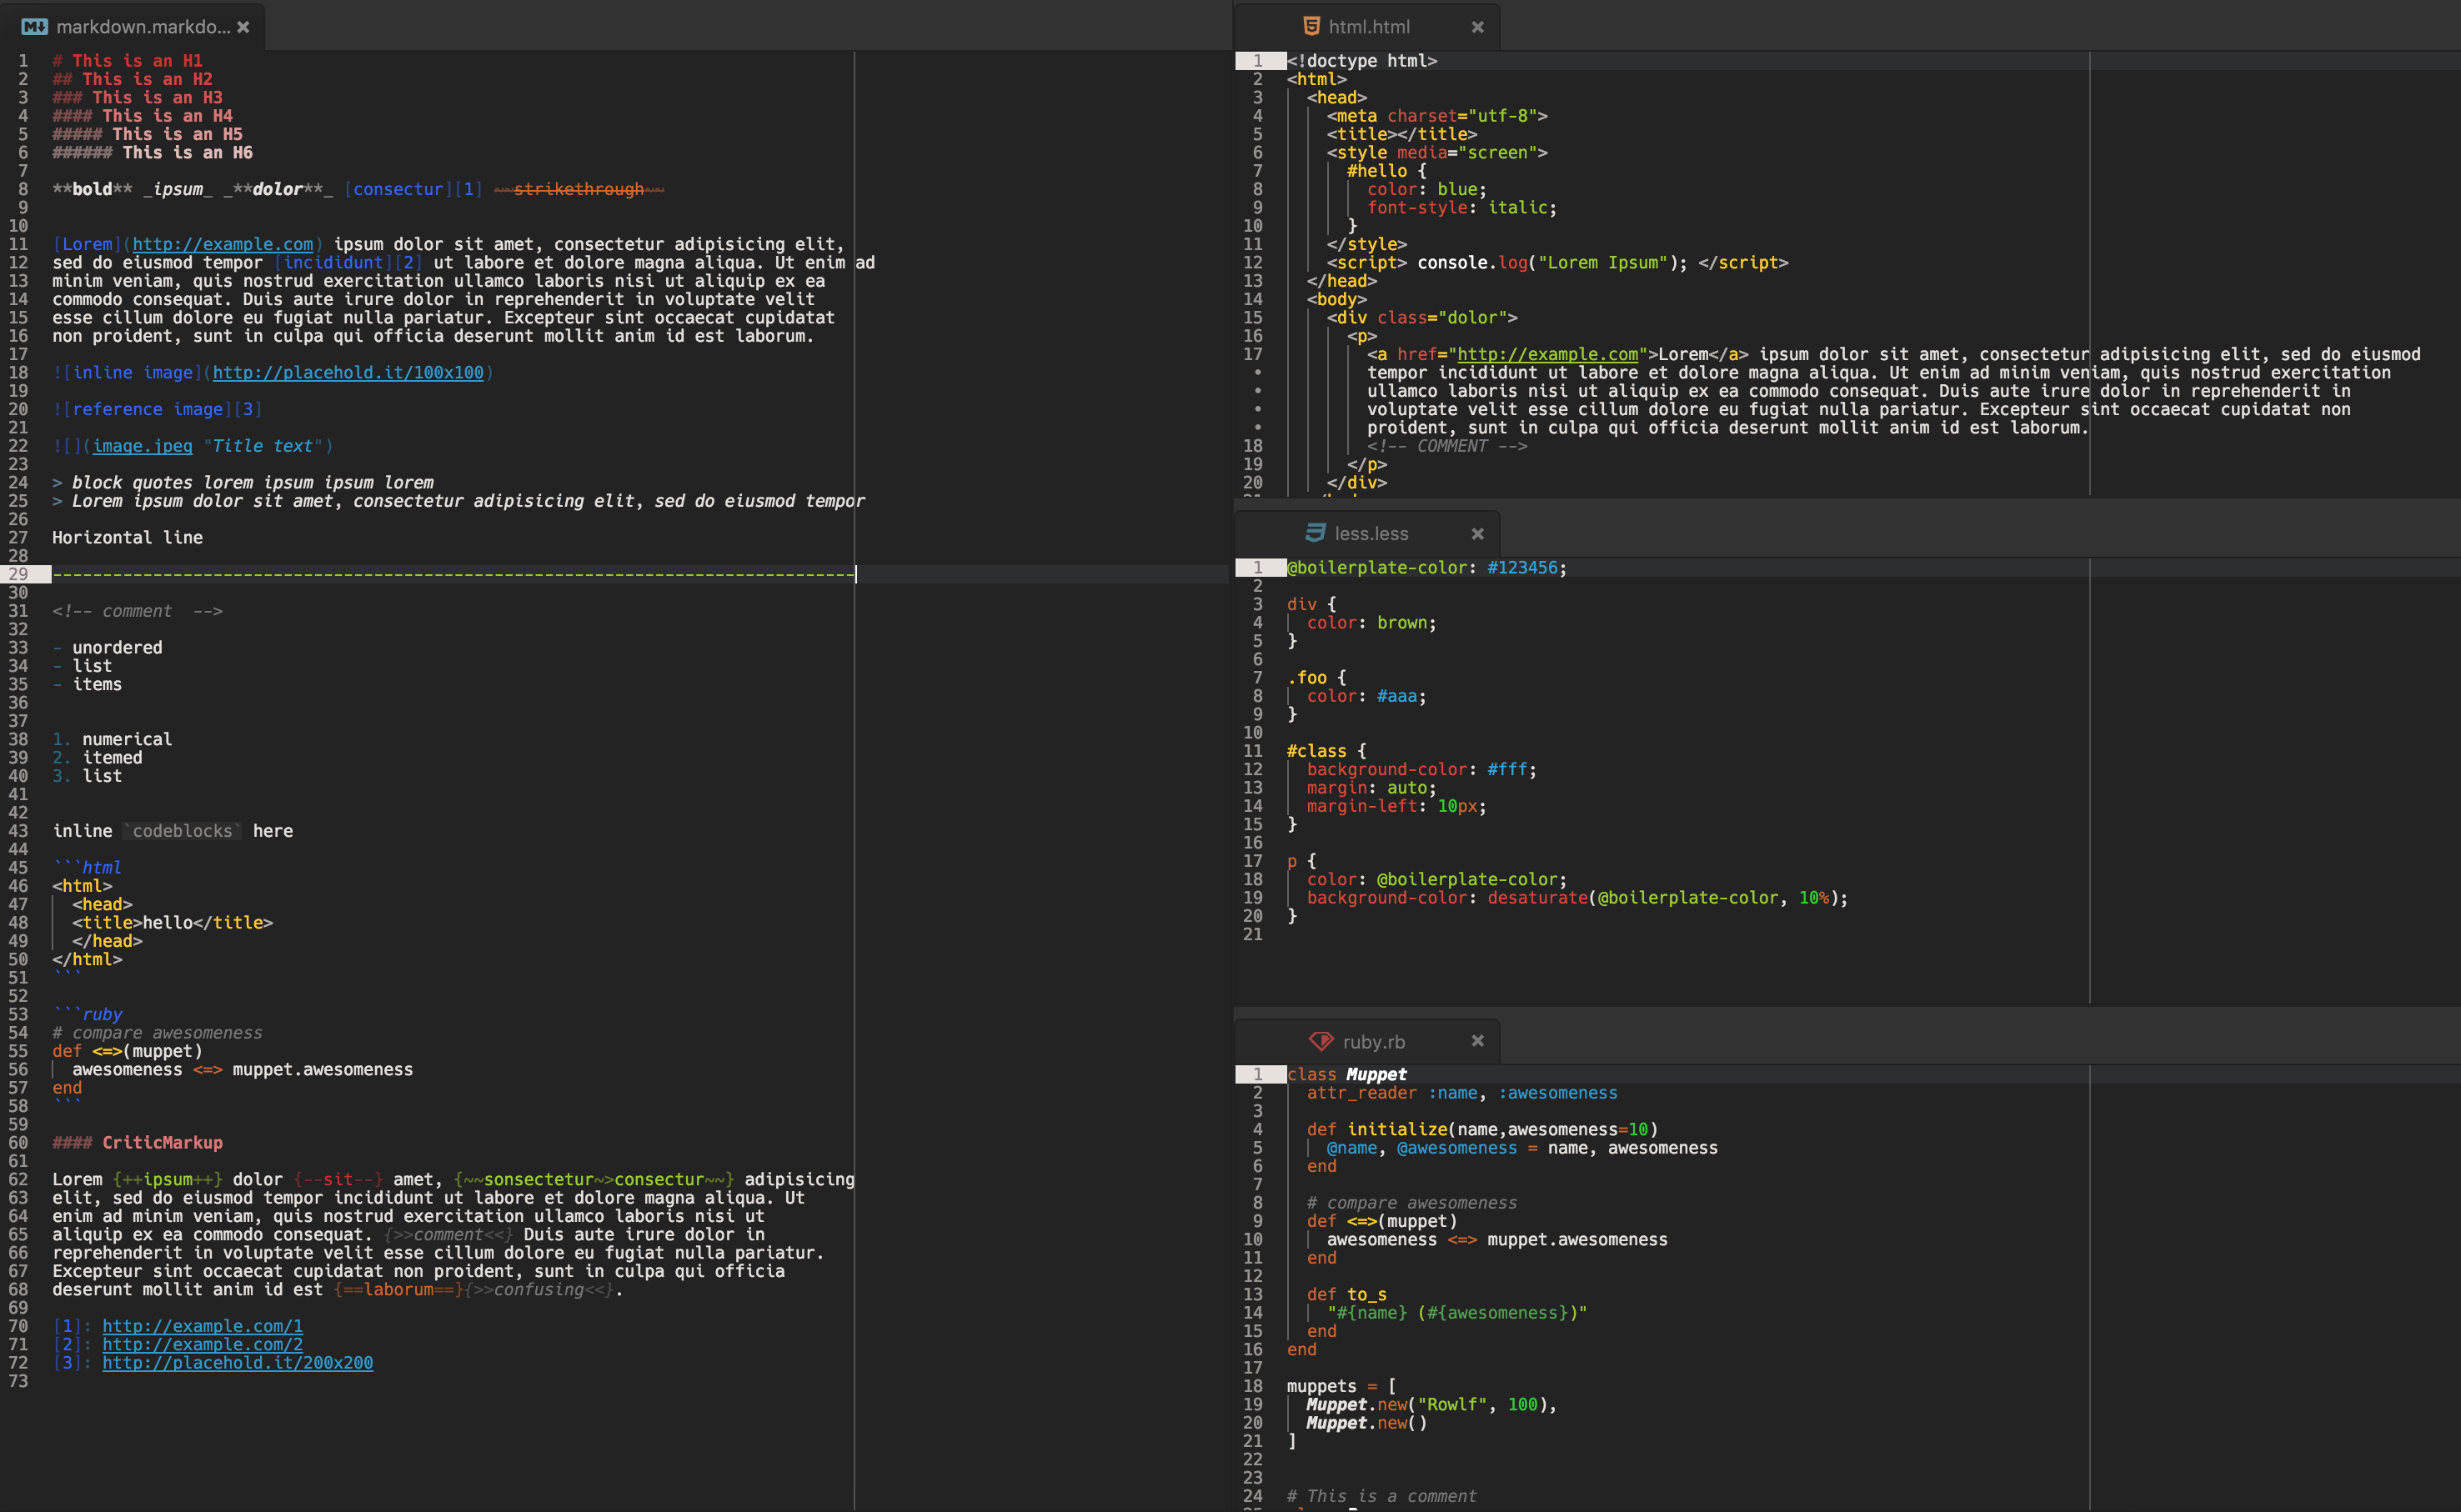 markdown.markdo...
1 # This is an H1
2 ## This is an H2
3 ### This is an H3
4 #### This is an H4
5 ##### This is an H5
6 ###### This is an H6
7
8 **bold** _ipsum_ _**dolor**_ [consectur][1] ~~strikethrough~~
9
10
11 [Lorem](http://example.com) ipsum dolor sit amet, consectetur adipisicing elit,
12 sed do eiusmod tempor [incididunt][2] ut labore et dolore magna aliqua. Ut enim ad
13 minim veniam, quis nostrud exercitation ullamco laboris nisi ut aliquip ex ea
14 commodo consequat. Duis aute irure dolor in reprehenderit in voluptate velit
15 esse cillum dolore eu fugiat nulla pariatur. Excepteur sint occaecat cupidatat
16 non proident, sunt in culpa qui officia deserunt mollit anim id est laborum.
17
18 ![inline image](http://placehold.it/100x100)
19
20 ![reference image][3]
21
22 ![](image.jpeg "Title text")
23
24 > block quotes lorem ipsum ipsum lorem
25 > Lorem ipsum dolor sit amet, consectetur adipisicing elit, sed do eiusmod tempor
26
27 Horizontal line
28
29 --------------------------------------------------------------------------------
30
31 <!-- comment  -->
32
33 - unordered
34 - list
35 - items
36
37
38 1. numerical
39 2. itemed
40 3. list
41
42
43 inline `codeblocks` here
44
45 ```html
46 <html>
47   <head>
48   <title>hello</title>
49   </head>
50 </html>
51 ```
52
53 ```ruby
54 # compare awesomeness
55 def <=>(muppet)
56   awesomeness <=> muppet.awesomeness
57 end
58 ```
59
60 #### CriticMarkup
61
62 Lorem {++ipsum++} dolor {--sit--} amet, {~~sonsectetur~>consectur~~} adipisicing
63 elit, sed do eiusmod tempor incididunt ut labore et dolore magna aliqua. Ut
64 enim ad minim veniam, quis nostrud exercitation ullamco laboris nisi ut
65 aliquip ex ea commodo consequat. {>>comment<<} Duis aute irure dolor in
66 reprehenderit in voluptate velit esse cillum dolore eu fugiat nulla pariatur.
67 Excepteur sint occaecat cupidatat non proident, sunt in culpa qui officia
68 deserunt mollit anim id est {==laborum==}{>>confusing<<}.
69
70 [1]: http://example.com/1
71 [2]: http://example.com/2
72 [3]: http://placehold.it/200x200
73
html.html
1 <!doctype html>
2 <html>
3   <head>
4     <meta charset="utf-8">
5     <title></title>
6     <style media="screen">
7       #hello {
8         color: blue;
9         font-style: italic;
10       }
11     </style>
12     <script> console.log("Lorem Ipsum"); </script>
13   </head>
14   <body>
15     <div class="dolor">
16       <p>
17         <a href="http://example.com">Lorem</a> ipsum dolor sit amet, consectetur adipisicing elit, sed do eiusmod
•         tempor incididunt ut labore et dolore magna aliqua. Ut enim ad minim veniam, quis nostrud exercitation
•         ullamco laboris nisi ut aliquip ex ea commodo consequat. Duis aute irure dolor in reprehenderit in
•         voluptate velit esse cillum dolore eu fugiat nulla pariatur. Excepteur sint occaecat cupidatat non
•         proident, sunt in culpa qui officia deserunt mollit anim id est laborum.
18         <!-- COMMENT -->
19       </p>
20     </div>
less.less
1 @boilerplate-color: #123456;
2
3 div {
4   color: brown;
5 }
6
7 .foo {
8   color: #aaa;
9 }
10
11 #class {
12   background-color: #fff;
13   margin: auto;
14   margin-left: 10px;
15 }
16
17 p {
18   color: @boilerplate-color;
19   background-color: desaturate(@boilerplate-color, 10%);
20 }
21
ruby.rb
1 class Muppet
2   attr_reader :name, :awesomeness
3
4   def initialize(name,awesomeness=10)
5     @name, @awesomeness = name, awesomeness
6   end
7
8   # compare awesomeness
9   def <=>(muppet)
10     awesomeness <=> muppet.awesomeness
11   end
12
13   def to_s
14     "#{name} (#{awesomeness})"
15   end
16 end
17
18 muppets = [
19   Muppet.new("Rowlf", 100),
20   Muppet.new()
21 ]
22
23
24 # This is a comment